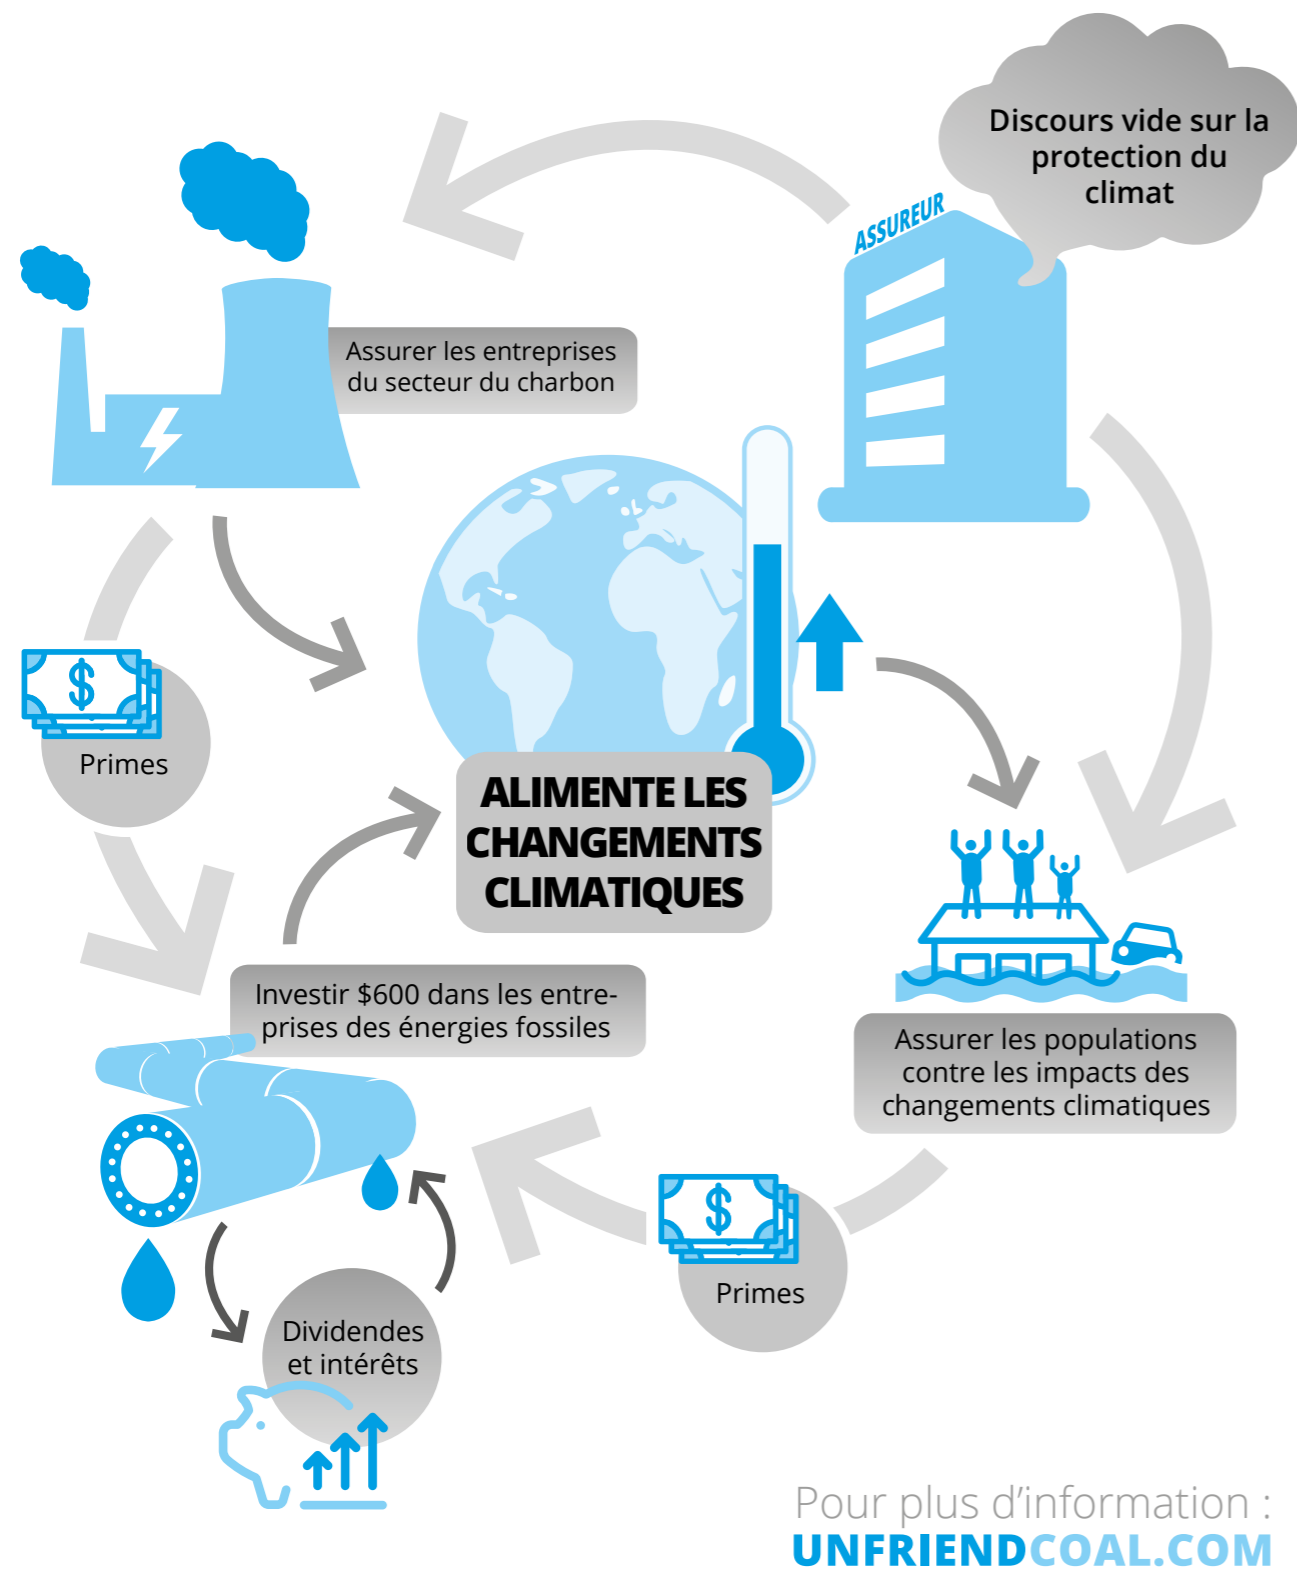 Discours vide sur la
protection du
climat
ASSUREUR
Assurer les entreprises
du secteur du charbon
$
Primes
ALIMENTE LES
CHANGEMENTS
CLIMATIQUES
Investir $600 dans les entre-
prises des énergies fossiles
Assurer les populations
contre les impacts des
changements climatiques
$
Primes
Dividendes
et intérêts
Pour plus d’information :
UNFRIENDCOAL.COM